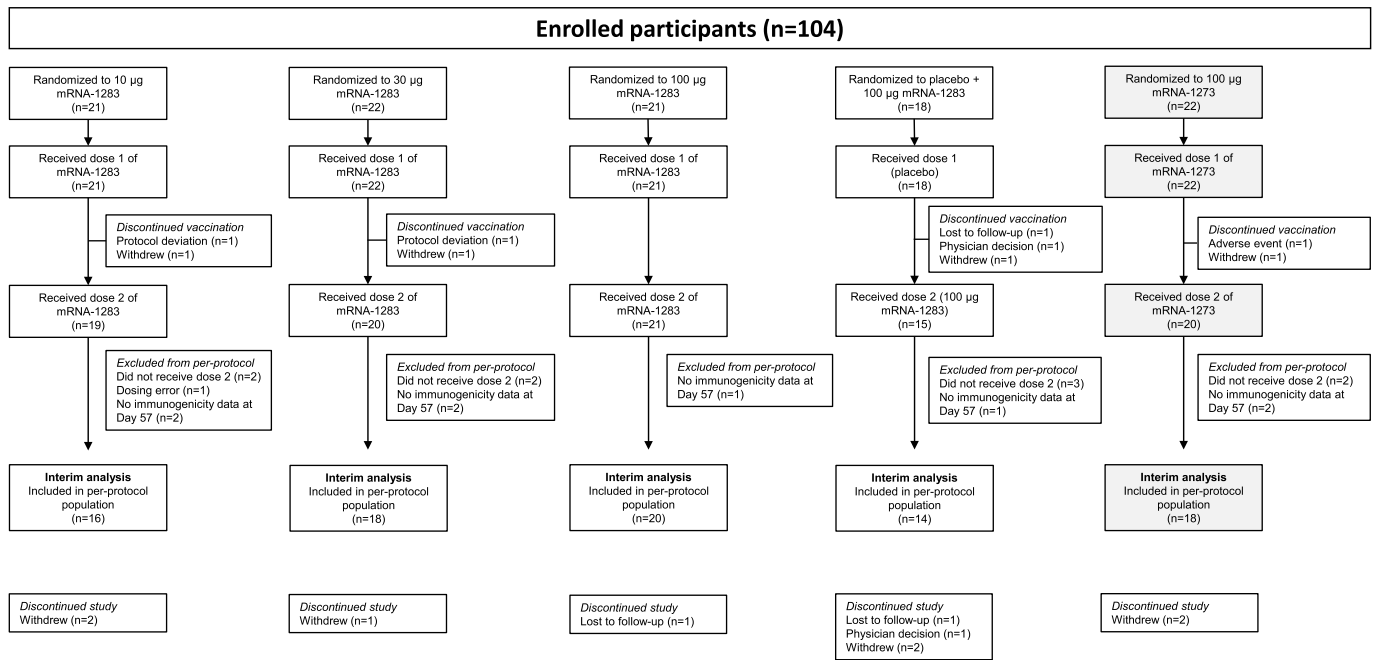 Enrolled participants (n=104)
Randomized to 10 µg
mRNA-1283
(n=21)
Randomized to 30 µg
mRNA-1283
(n=22)
Randomized to 100 µg
mRNA-1283
(n=21)
Randomized to placebo +
100 µg mRNA-1283
(n=18)
Randomized to 100 µg
mRNA-1273
(n=22)
Received dose 1 of
mRNA-1283
(n=21)
Received dose 1 of
mRNA-1283
(n=22)
Received dose 1 of
mRNA-1283
(n=21)
Received dose 1
(placebo)
(n=18)
Received dose 1 of
mRNA-1273
(n=22)
Discontinued vaccination
Protocol deviation (n=1)
Withdrew (n=1)
Discontinued vaccination
Protocol deviation (n=1)
Withdrew (n=1)
Discontinued vaccination
Lost to follow-up (n=1)
Physician decision (n=1)
Withdrew (n=1)
Discontinued vaccination
Adverse event (n=1)
Withdrew (n=1)
Received dose 2 of
mRNA-1283
(n=19)
Received dose 2 of
mRNA-1283
(n=20)
Received dose 2 of
mRNA-1283
(n=21)
Received dose 2 (100 µg
mRNA-1283)
(n=15)
Received dose 2 of
mRNA-1273
(n=20)
Excluded from per-protocol
Did not receive dose 2 (n=2)
Dosing error (n=1)
No immunogenicity data at
Day 57 (n=2)
Excluded from per-protocol
Did not receive dose 2 (n=2)
No immunogenicity data at
Day 57 (n=2)
Excluded from per-protocol
No immunogenicity data at
Day 57 (n=1)
Excluded from per-protocol
Did not receive dose 2 (n=3)
No immunogenicity data at
Day 57 (n=1)
Excluded from per-protocol
Did not receive dose 2 (n=2)
No immunogenicity data at
Day 57 (n=2)
Interim analysis
Included in per-protocol
population
(n=16)
Interim analysis
Included in per-protocol
population
(n=18)
Interim analysis
Included in per-protocol
population
(n=20)
Interim analysis
Included in per-protocol
population
(n=14)
Interim analysis
Included in per-protocol
population
(n=18)
Discontinued study
Withdrew (n=2)
Discontinued study
Withdrew (n=1)
Discontinued study
Lost to follow-up (n=1)
Discontinued study
Lost to follow-up (n=1)
Physician decision (n=1)
Withdrew (n=2)
Discontinued study
Withdrew (n=2)